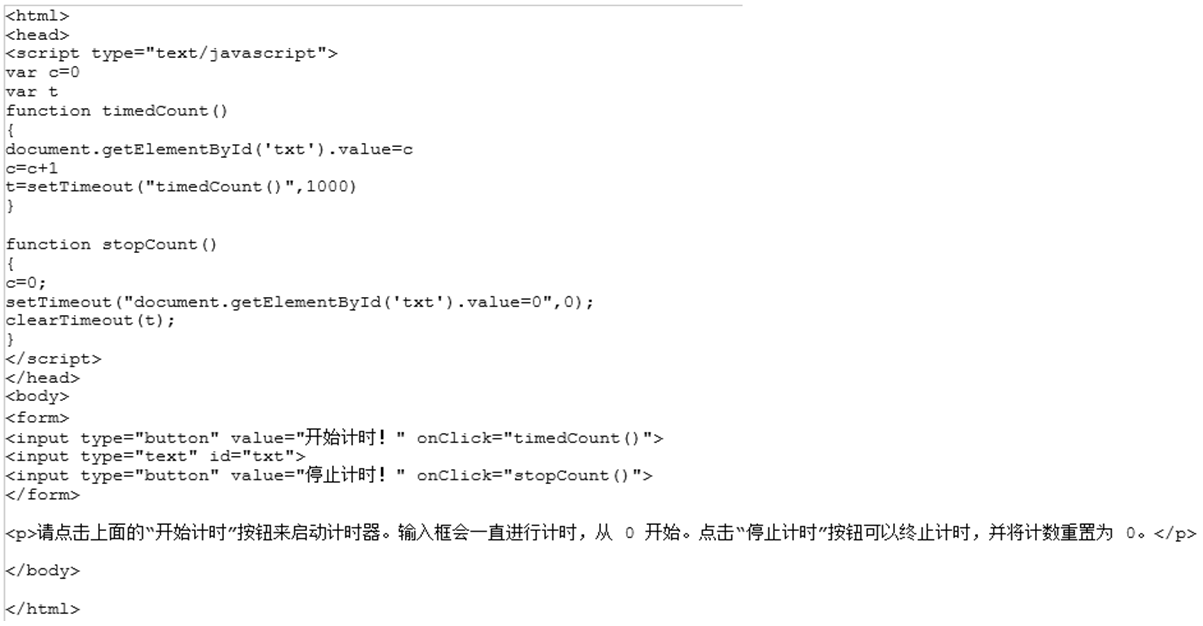 <html>
<head>
<script type="text/javascript">
var c=0
var t
function timedCount()
{
document.getElementById('txt').value=c
c=c+1
t=setTimeout("timedCount()",1000)
}
function stopCount()
{
c=0;
setTimeout("document.getElementById('txt').value=0",0);
clearTimeout(t);
}
</script>
</head>
<body>
<form>
<input type="button" value="开始计时！" onClick="timedCount()">
<input type="text" id="txt">
<input type="button" value="停止计时！" onClick="stopCount()">
</form>
<p>请点击上面的“开始计时”按钮来启动计时器。输入框会一直进行计时，从 0 开始。点击“停止计时”按钮可以终止计时，并将计数重置为 0。</p>
</body>
</html>